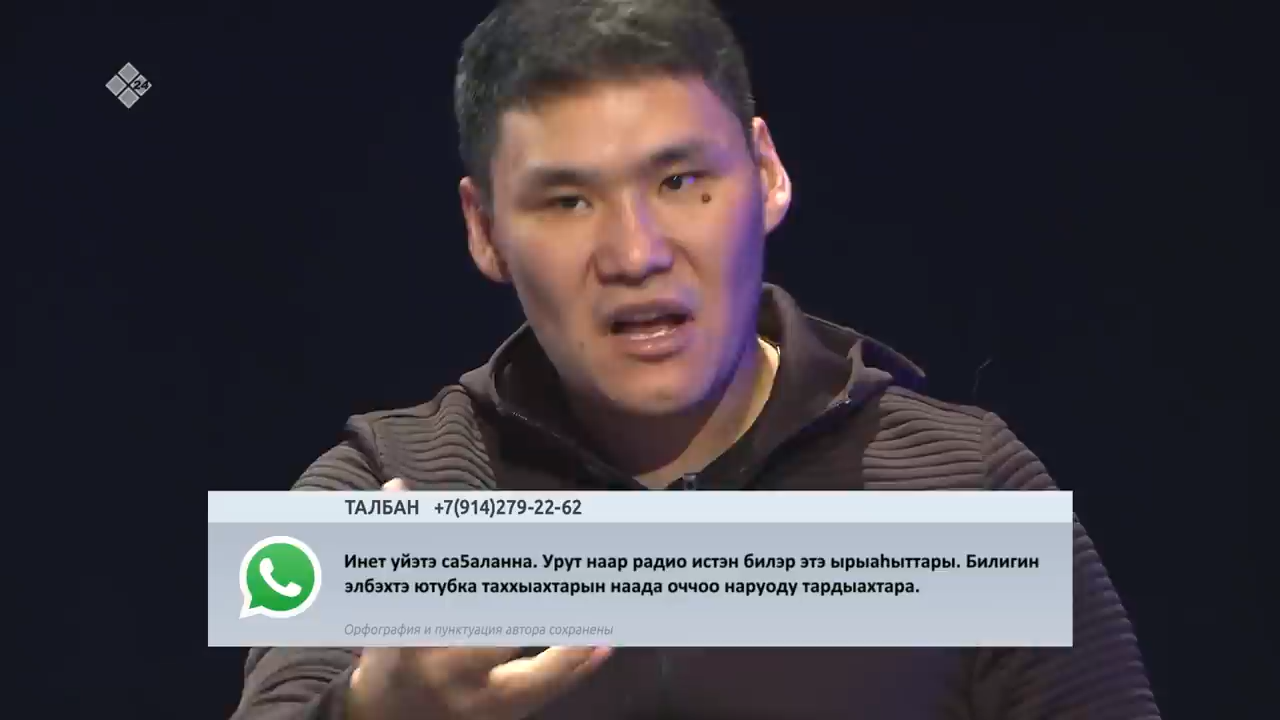 24
ТАЛБАН +7(914)279-22-62
Инет уйэтэ са5аланна. Урут наар радио истэн билэр этэ ырыаһыттары. Билигин
элбэхтэ ютубка таххыахтарын наада оччоо наруоду тардыахтара.
Орфография и пунктуация автора сохранены